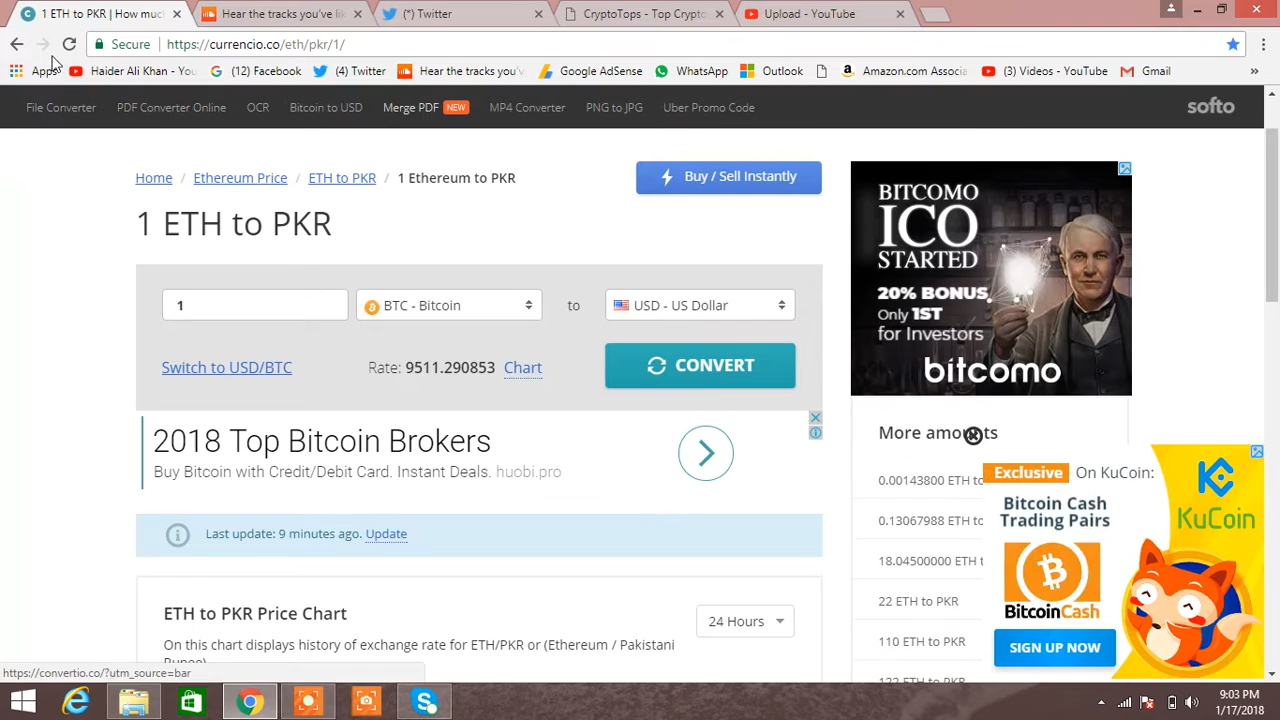 1 ETH to PKR | How muc
Hear the tracks you've li
(*) Twitter
CryptoTops - Top Crypto
Upload - YouTube
Secure https://currencio.co/eth/pkr/1/
Apps
Haider Ali Khan - You
(12) Facebook
(4) Twitter
Hear the tracks you'v
Google AdSense
WhatsApp
Outlook
Amazon.com Associa
(3) Videos - YouTube
Gmail
»
File Converter
PDF Converter Online
OCR
Bitcoin to USD
Merge PDF NEW
MP4 Converter
PNG to JPG
Uber Promo Code
softo
Home / Ethereum Price / ETH to PKR / 1 Ethereum to PKR
Buy / Sell Instantly
1 ETH to PKR
1
BTC - Bitcoin
to
USD - US Dollar
Switch to USD/BTC
Rate: 9511.290853 Chart
CONVERT
2018 Top Bitcoin Brokers
Buy Bitcoin with Credit/Debit Card. Instant Deals. huobi.pro
Last update: 9 minutes ago. Update
ETH to PKR Price Chart
24 Hours
On this chart displays history of exchange rate for ETH/PKR or (Ethereum / Pakistani
Rupee)
BITCOMO
ICO
STARTED
20% BONUS
Only 1ST
for Investors
bitcomo
More amounts
0.00143800 ETH to
0.13067988 ETH to
18.04500000 ETH t
22 ETH to PKR
110 ETH to PKR
122 ETH to PKR
Exclusive On KuCoin:
Bitcoin Cash
Trading Pairs
BitcoinCash
SIGN UP NOW
KuCoin
https://convertio.co/?utm_source=bar
9:03 PM
1/17/2018